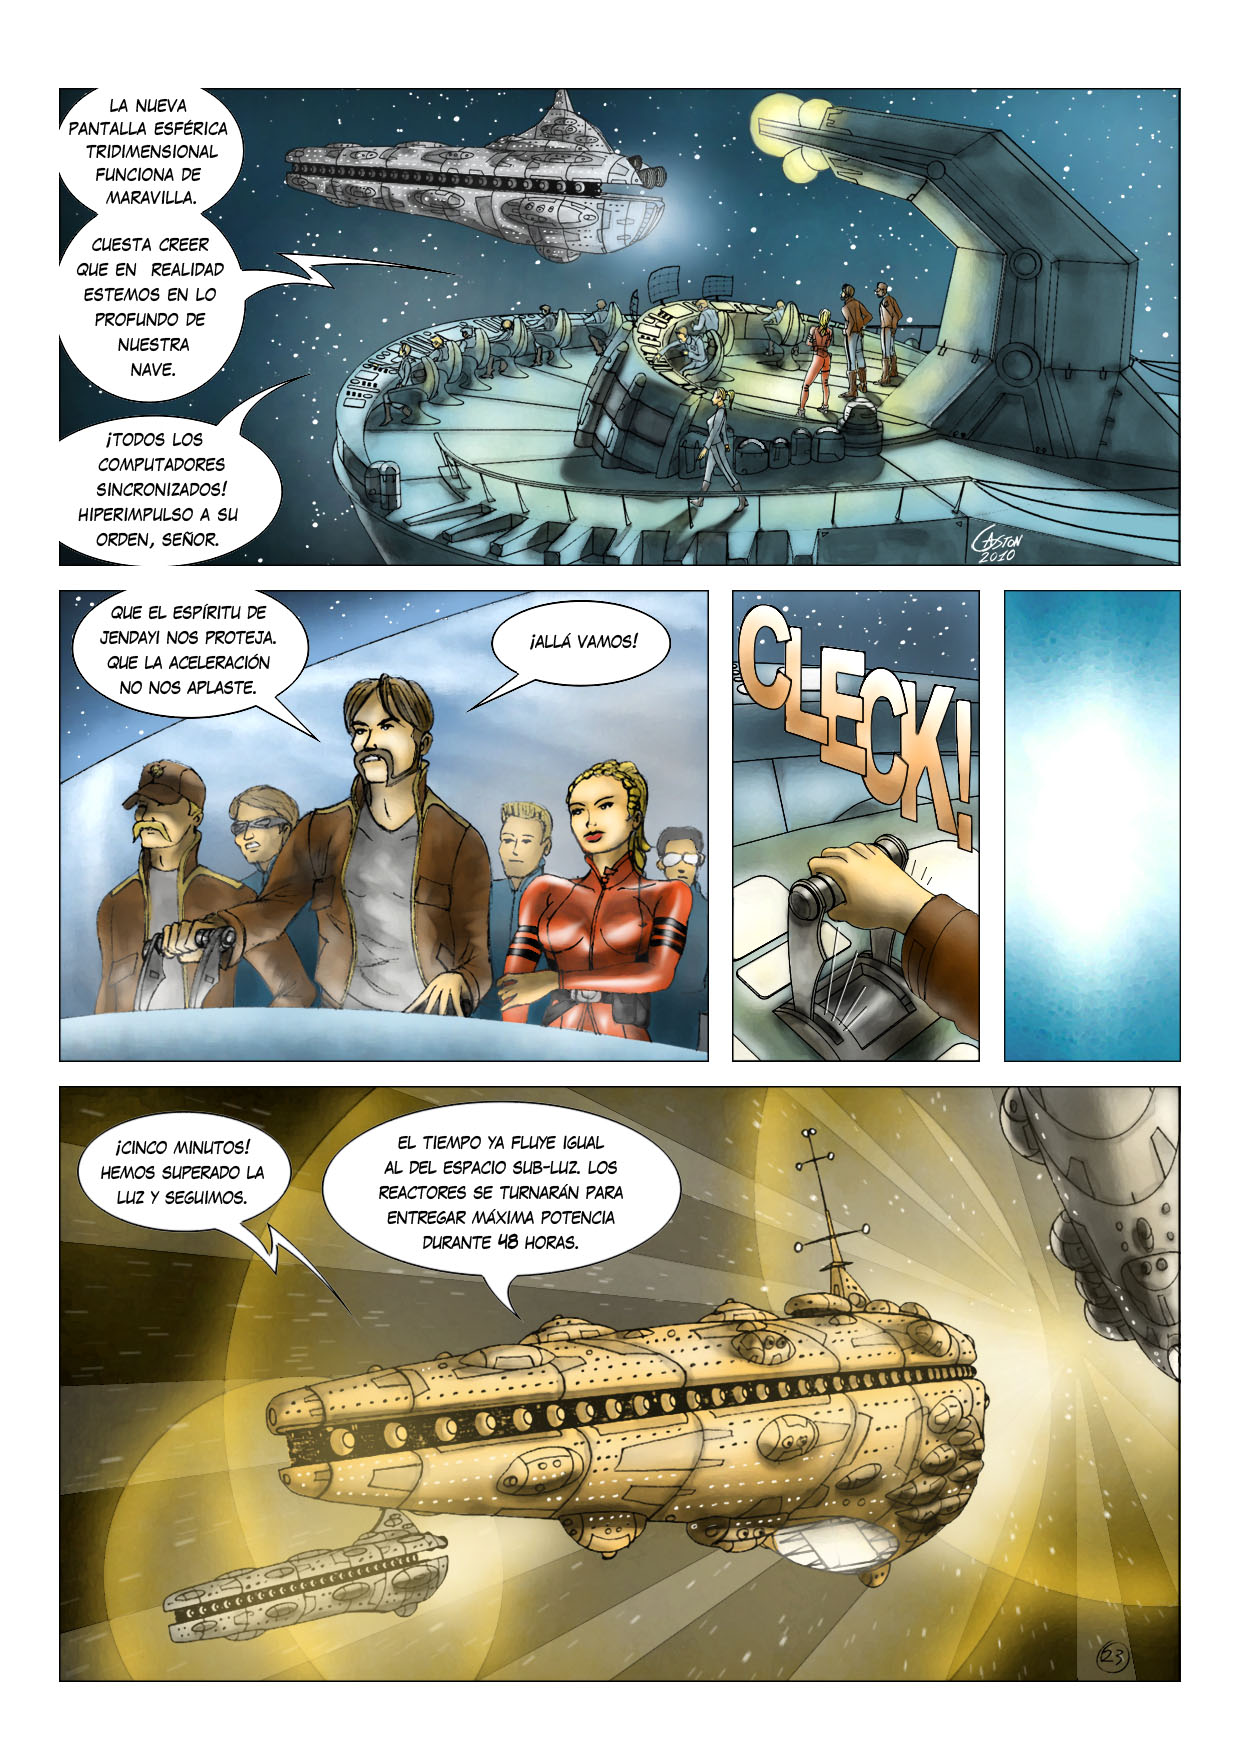 LA NUEVA
PANTALLA ESFÉRICA
TRIDIMENSIONAL
FUNCIONA DE
MARAVILLA.
CUESTA CREER
QUE EN REALIDAD
ESTEMOS EN LO
PROFUNDO DE
NUESTRA
NAVE.
¡TODOS LOS
COMPUTADORES
SINCRONIZADOS!
HIPERIMPULSO A SU
ORDEN, SEÑOR.
GASTON
2010
QUE EL ESPÍRITU DE
JENDAYI NOS PROTEJA.
QUE LA ACELERACIÓN
NO NOS APLASTE.
¡ALLÁ VAMOS!
CLECK!
¡CINCO MINUTOS!
HEMOS SUPERADO LA
LUZ Y SEGUIMOS.
EL TIEMPO YA FLUYE IGUAL
AL DEL ESPACIO SUB-LUZ. LOS
REACTORES SE TURNARÁN PARA
ENTREGAR MÁXIMA POTENCIA
DURANTE 48 HORAS.
23